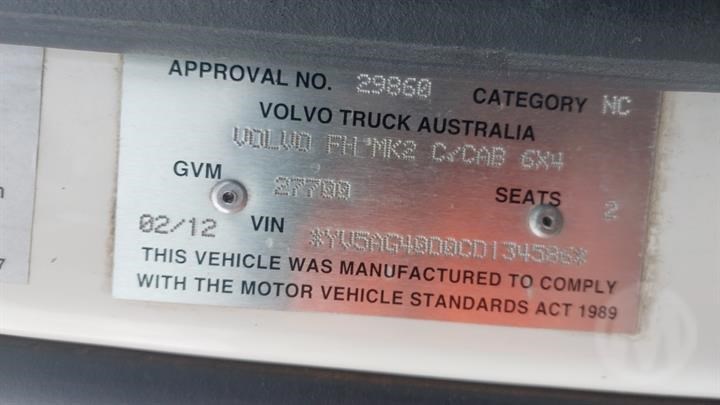 APPROVAL NO. 29860 CATEGORY NC
VOLVO TRUCK AUSTRALIA
VOLVO FH MK2 C/CAB 6X4
GVM 27700 SEATS 2
02/12 VIN *YV5AG40D0CD134586*
THIS VEHICLE WAS MANUFACTURED TO COMPLY
WITH THE MOTOR VEHICLE STANDARDS ACT 1989
n
7
M